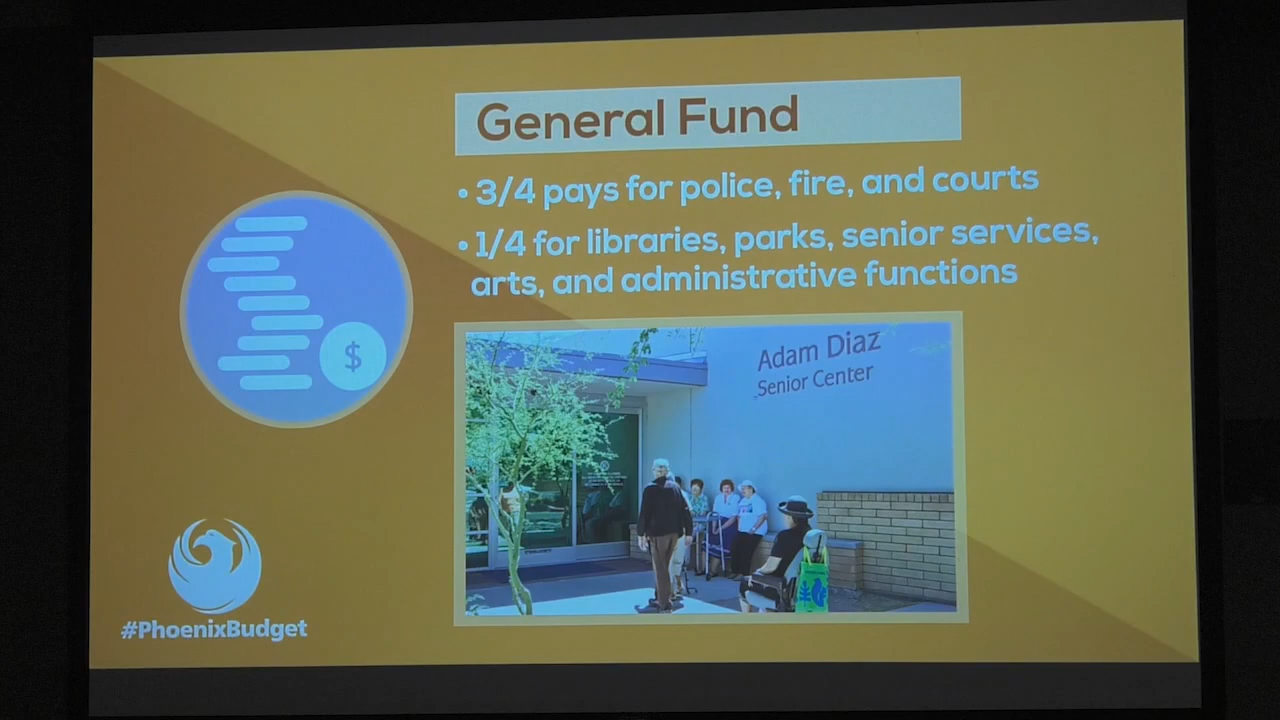 General Fund
• 3/4 pays for police, fire, and courts
• 1/4 for libraries, parks, senior services,
arts, and administrative functions
$
Adam Diaz
Senior Center
#PhoenixBudget